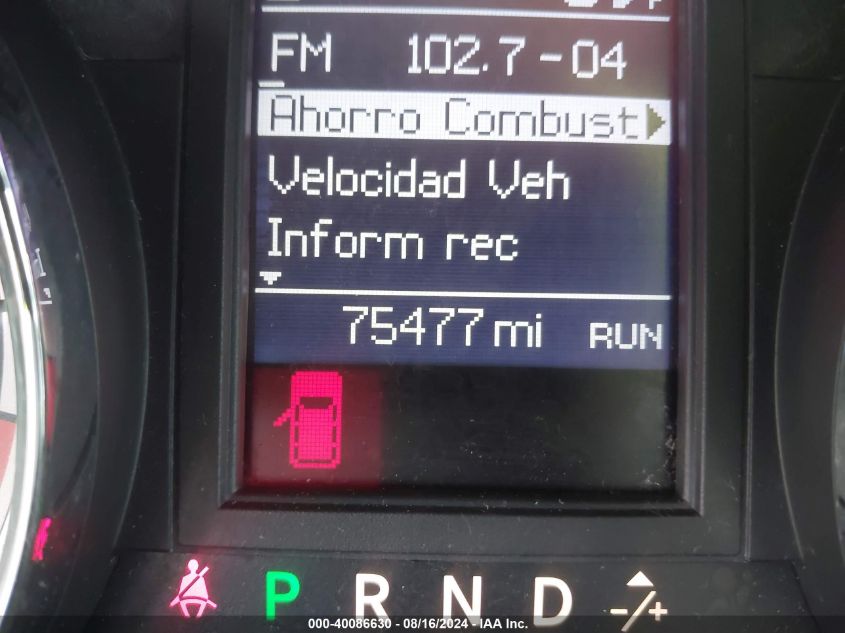 FM 102.7-04
Ahorro Combust
Velocidad Veh
Inform rec
75477 mi RUN
P R N D -/+
000-40086630 - 08/16/2024 - IAA Inc.